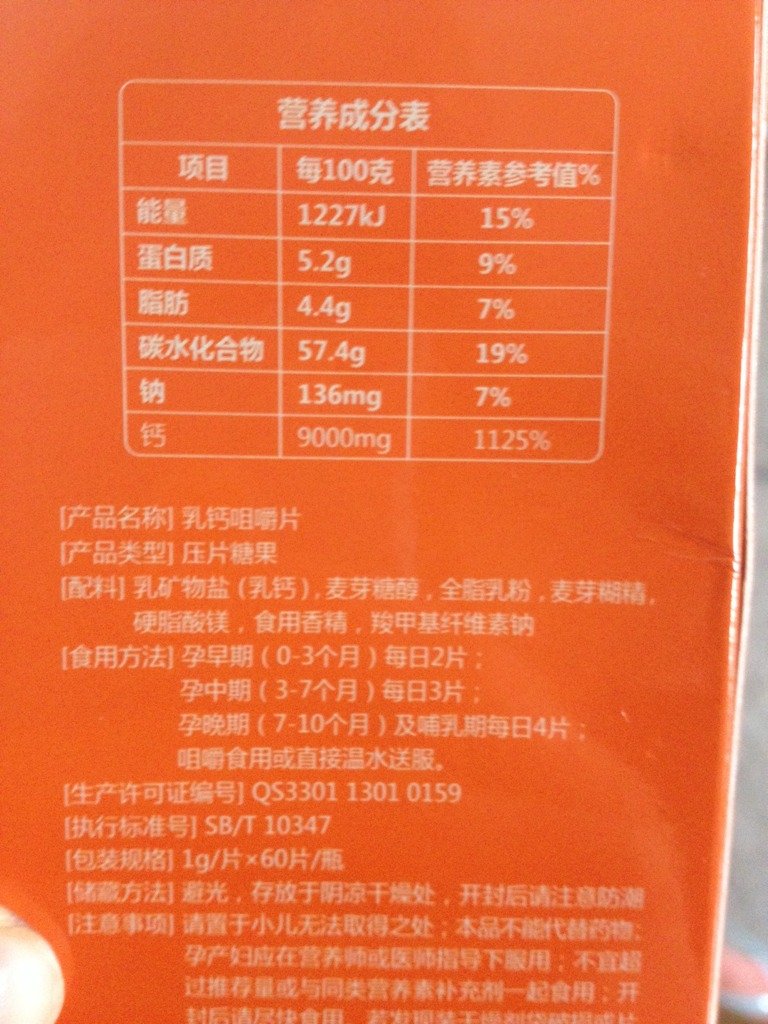 营养成分表
项目 每100克 营养素参考值%
能量 1227kJ 15%
蛋白质 5.2g 9%
脂肪 4.4g 7%
碳水化合物 57.4g 19%
钠 136mg 7%
钙 9000mg 1125%
[产品名称] 乳钙咀嚼片
[产品类型] 压片糖果
[配料] 乳矿物盐（乳钙），麦芽糖醇，全脂乳粉，麦芽糊精，
硬脂酸镁，食用香精，羧甲基纤维素钠
[食用方法] 孕早期（0-3个月）每日2片；
孕中期（3-7个月）每日3片；
孕晚期（7-10个月）及哺乳期每日4片；
咀嚼食用或直接温水送服。
[生产许可证编号] QS3301 1301 0159
[执行标准号] SB/T 10347
[包装规格] 1g/片×60片/瓶
[储藏方法] 避光，存放于阴凉干燥处，开封后请注意防潮
[注意事项] 请置于小儿无法取得之处；本品不能代替药物；
孕产妇应在营养师或医师指导下服用；不宜超
过推荐量或与同类营养素补充剂一起食用；开
封后请尽快食用